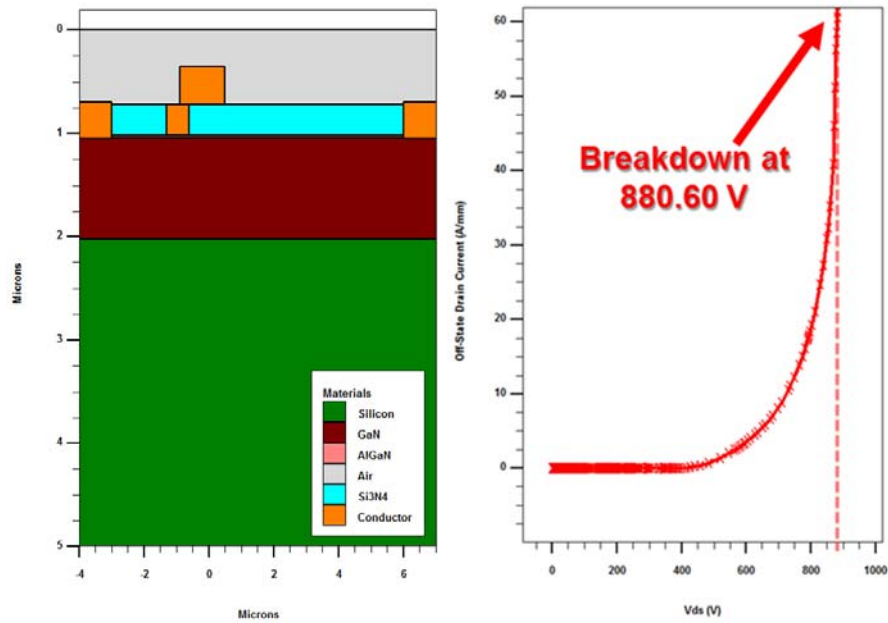 0
1
2
3
4
5
Microns
-4
-2
0
2
4
6
Microns
Materials
Silicon
GaN
AlGaN
Air
Si3N4
Conductor
60
50
40
30
20
10
0
Off-State Drain Current (A/mm)
Breakdown at
880.60 V
0
200
400
600
800
1000
Vds (V)